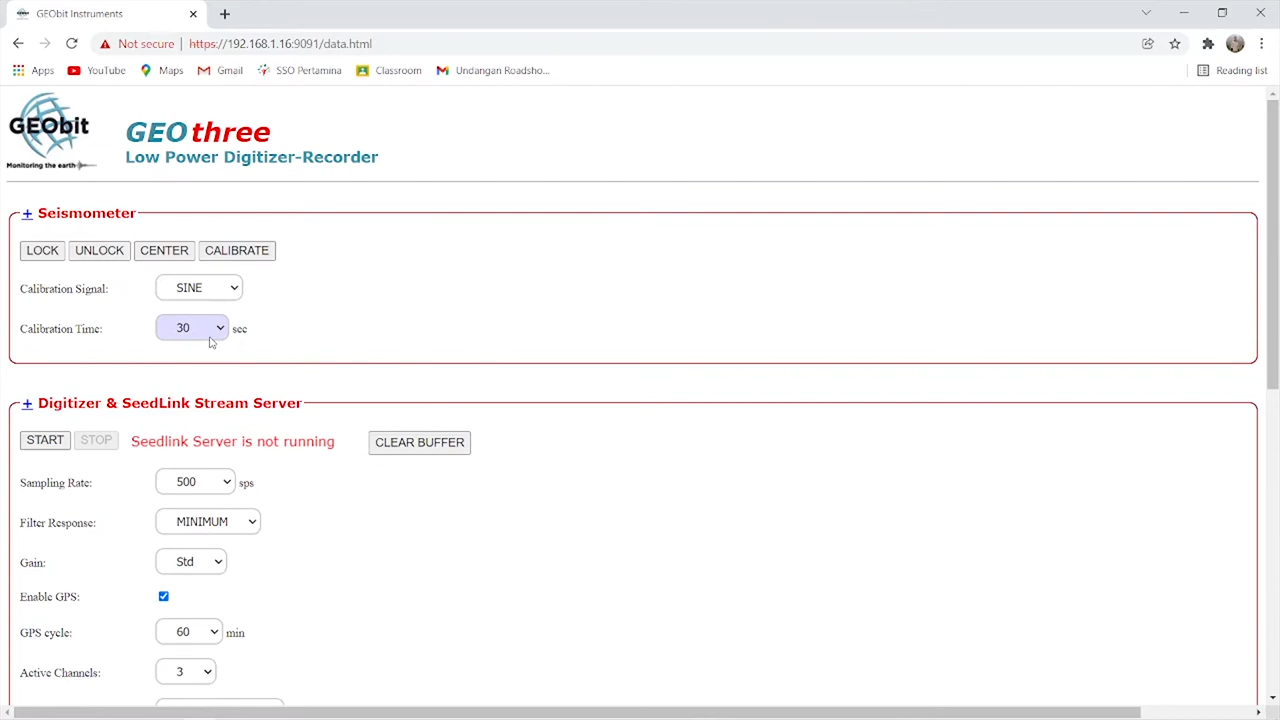 GEObit Instruments
Not secure https://192.168.1.16:9091/data.html
Apps YouTube Maps Gmail SSO Pertamina Classroom Undangan Roadsho... Reading list
GEObit
Monitoring the earth
GEOthree
Low Power Digitizer-Recorder
+ Seismometer
LOCK UNLOCK CENTER CALIBRATE
Calibration Signal: SINE
Calibration Time: 30 sec
+ Digitizer & SeedLink Stream Server
START STOP Seedlink Server is not running CLEAR BUFFER
Sampling Rate: 500 sps
Filter Response: MINIMUM
Gain: Std
Enable GPS:
GPS cycle: 60 min
Active Channels: 3